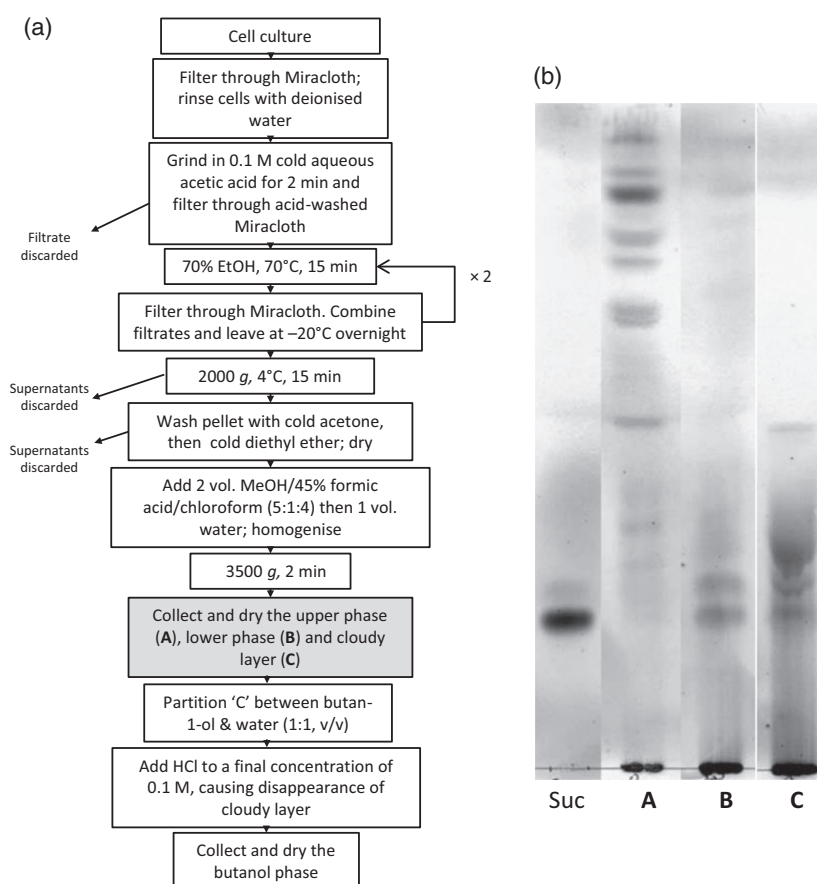 (a)
Cell culture
Filter through Miracloth;
rinse cells with deionised
water
Grind in 0.1 M cold aqueous
acetic acid for 2 min and
filter through acid-washed
Miracloth
Filtrate
discarded
70% EtOH, 70°C, 15 min
× 2
Filter through Miracloth. Combine
filtrates and leave at –20°C overnight
2000 g, 4°C, 15 min
Supernatants
discarded
Wash pellet with cold acetone,
then cold diethyl ether; dry
Supernatants
discarded
Add 2 vol. MeOH/45% formic
acid/chloroform (5:1:4) then 1 vol.
water; homogenise
3500 g, 2 min
Collect and dry the upper phase
(A), lower phase (B) and cloudy
layer (C)
Partition ‘C’ between butan-
1-ol & water (1:1, v/v)
Add HCl to a final concentration of
0.1 M, causing disappearance of
cloudy layer
Collect and dry the
butanol phase
(b)
Suc A B C